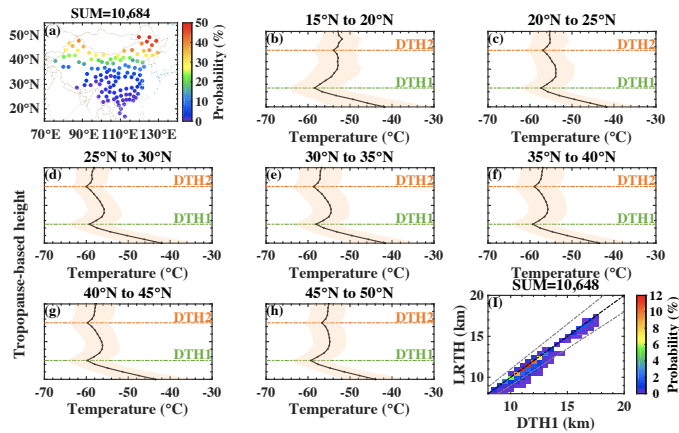 SUM=10,684
(a)
50°N
40°N
30°N
20°N
70°E 90°E 110°E 130°E
50
40
30
20
10
0
Probability (%)
15°N to 20°N
(b)
DTH2
DTH1
-70 -60 -50 -40 -30
Temperature (°C)
20°N to 25°N
(c)
DTH2
DTH1
-70 -60 -50 -40 -30
Temperature (°C)
Tropopause-based height
25°N to 30°N
(d)
DTH2
DTH1
-70 -60 -50 -40 -30
Temperature (°C)
30°N to 35°N
(e)
DTH2
DTH1
-70 -60 -50 -40 -30
Temperature (°C)
35°N to 40°N
(f)
DTH2
DTH1
-70 -60 -50 -40 -30
Temperature (°C)
40°N to 45°N
(g)
DTH2
DTH1
-70 -60 -50 -40 -30
Temperature (°C)
45°N to 50°N
(h)
DTH2
DTH1
-70 -60 -50 -40 -30
Temperature (°C)
SUM=10,648
(I)
LRTH (km)
20
15
10
10 15 20
DTH1 (km)
12
10
8
6
4
2
0
Probability (%)